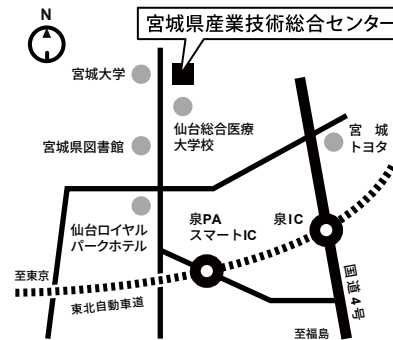 N
宮城県産業技術総合センター
宮城大学
仙台総合医療
大学校
宮城県図書館
宮城
トヨタ
仙台ロイヤル
パークホテル
泉PA
スマートIC
泉IC
至東京
東北自動車道
国道4号
至福島